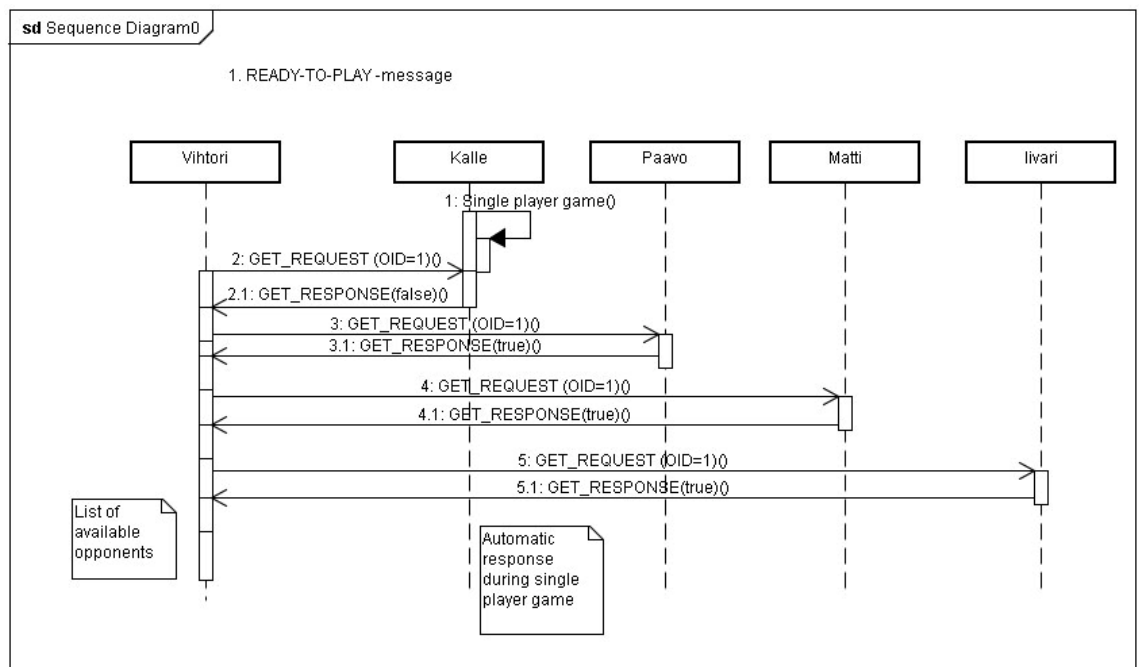 sd Sequence Diagram0
1. READY-TO-PLAY -message
Vihtori
Kalle
Paavo
Matti
Iivari
1: Single player game()
2: GET_REQUEST (OID=1)()
2.1: GET_RESPONSE(false)()
3: GET_REQUEST (OID=1)()
3.1: GET_RESPONSE(true)()
4: GET_REQUEST (OID=1)()
4.1: GET_RESPONSE(true)()
5: GET_REQUEST (OID=1)()
5.1: GET_RESPONSE(true)()
List of
available
opponents
Automatic
response
during single
player game